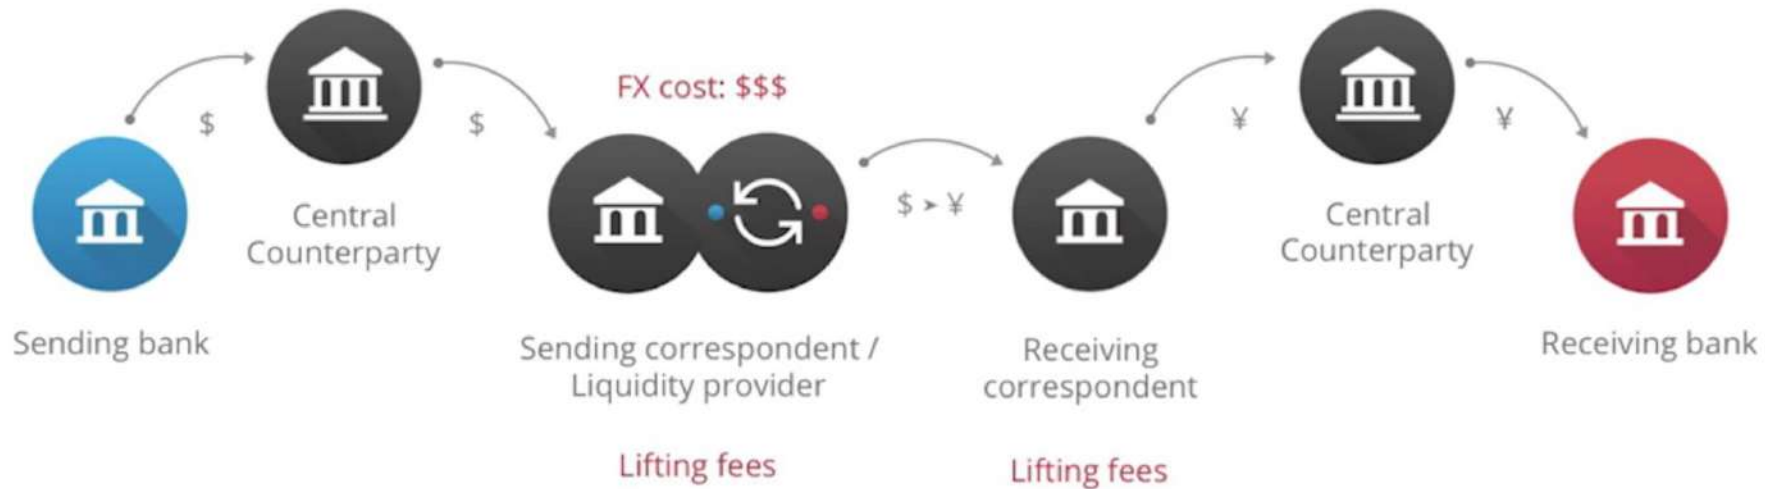 FX cost: $$$
$
$
$ ➤ ¥
¥
¥
Central
Counterparty
Central
Counterparty
Sending bank
Sending correspondent /
Liquidity provider
Receiving
correspondent
Receiving bank
Lifting fees
Lifting fees